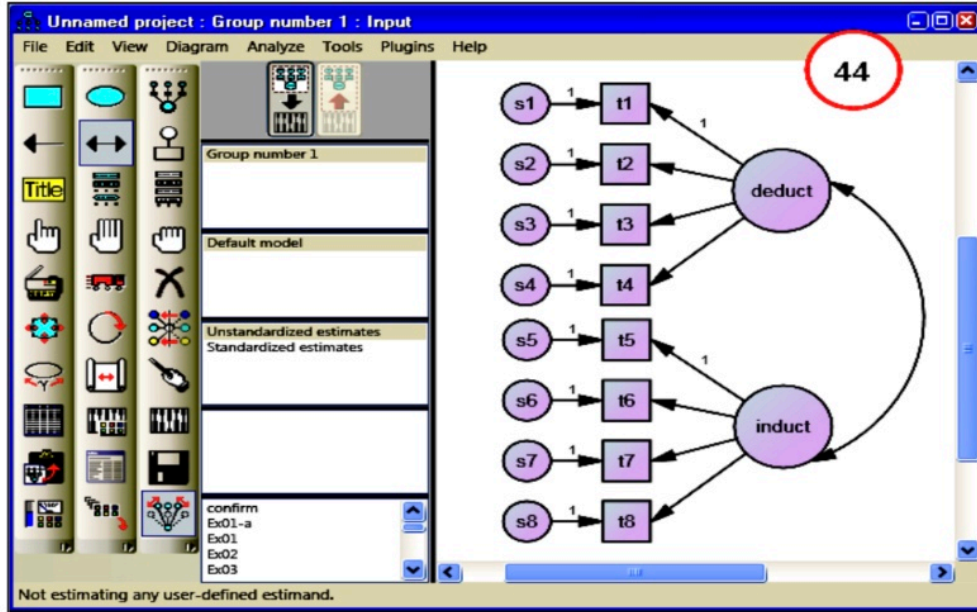 Unnamed project : Group number 1 : Input
File Edit View Diagram Analyze Tools Plugins Help
44
Title
Group number 1
Default model
Unstandardized estimates
Standardized estimates
confirm
Ex01-a
Ex01
Ex02
Ex03
s1 1 t1
1
s2 1 t2
deduct
s3 1 t3
s4 1 t4
s5 1 t5
1
s6 1 t6
induct
s7 1 t7
s8 1 t8
Not estimating any user-defined estimand.